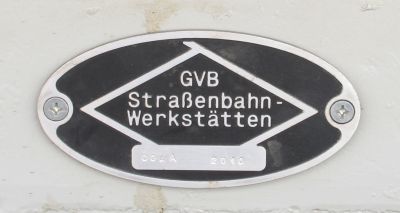 GVB
Straßenbahn-
Werkstätten
2010